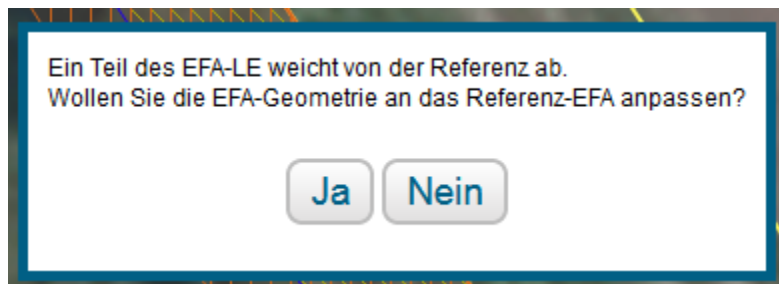 Ein Teil des EFA-LE weicht von der Referenz ab.
Wollen Sie die EFA-Geometrie an das Referenz-EFA anpassen?
Ja Nein